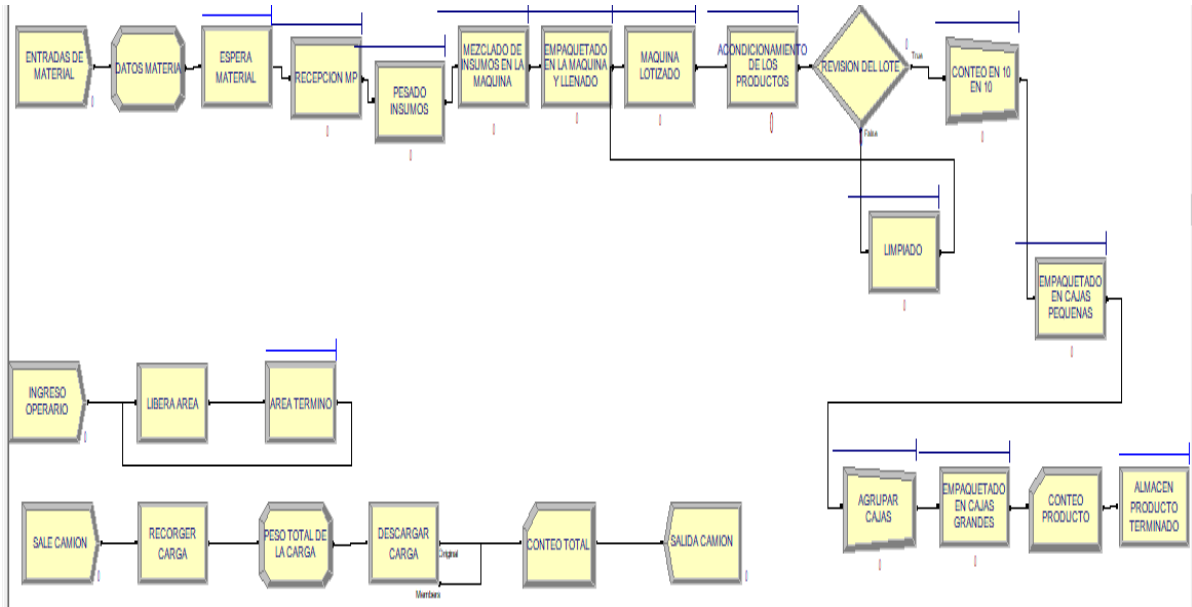 ENTRADAS DE
MATERIAL
DATOS MATERIA
ESPERA
MATERIAL
RECEPCION MP
PESADO
INSUMOS
MEZCLADO DE
INSUMOS EN LA
MAQUINA
EMPAQUETADO
EN LA MAQUINA
Y LLENADO
MAQUINA
LOTIZADO
ACONDICIONAMIENTO
DE LOS
PRODUCTOS
REVISION DEL LOTE
True
False
CONTEO EN 10
EN 10
LIMPIADO
EMPAQUETADO
EN CAJAS
PEQUENAS
INGRESO
OPERARIO
LIBERA AREA
AREA TERMINO
AGRUPAR
CAJAS
EMPAQUETADO
EN CAJAS
GRANDES
CONTEO
PRODUCTO
ALMACEN
PRODUCTO
TERMINADO
SALE CAMION
RECORGER
CARGA
PESO TOTAL DE
LA CARGA
DESCARGAR
CARGA
Original
Members
CONTEO TOTAL
SALIDA CAMION